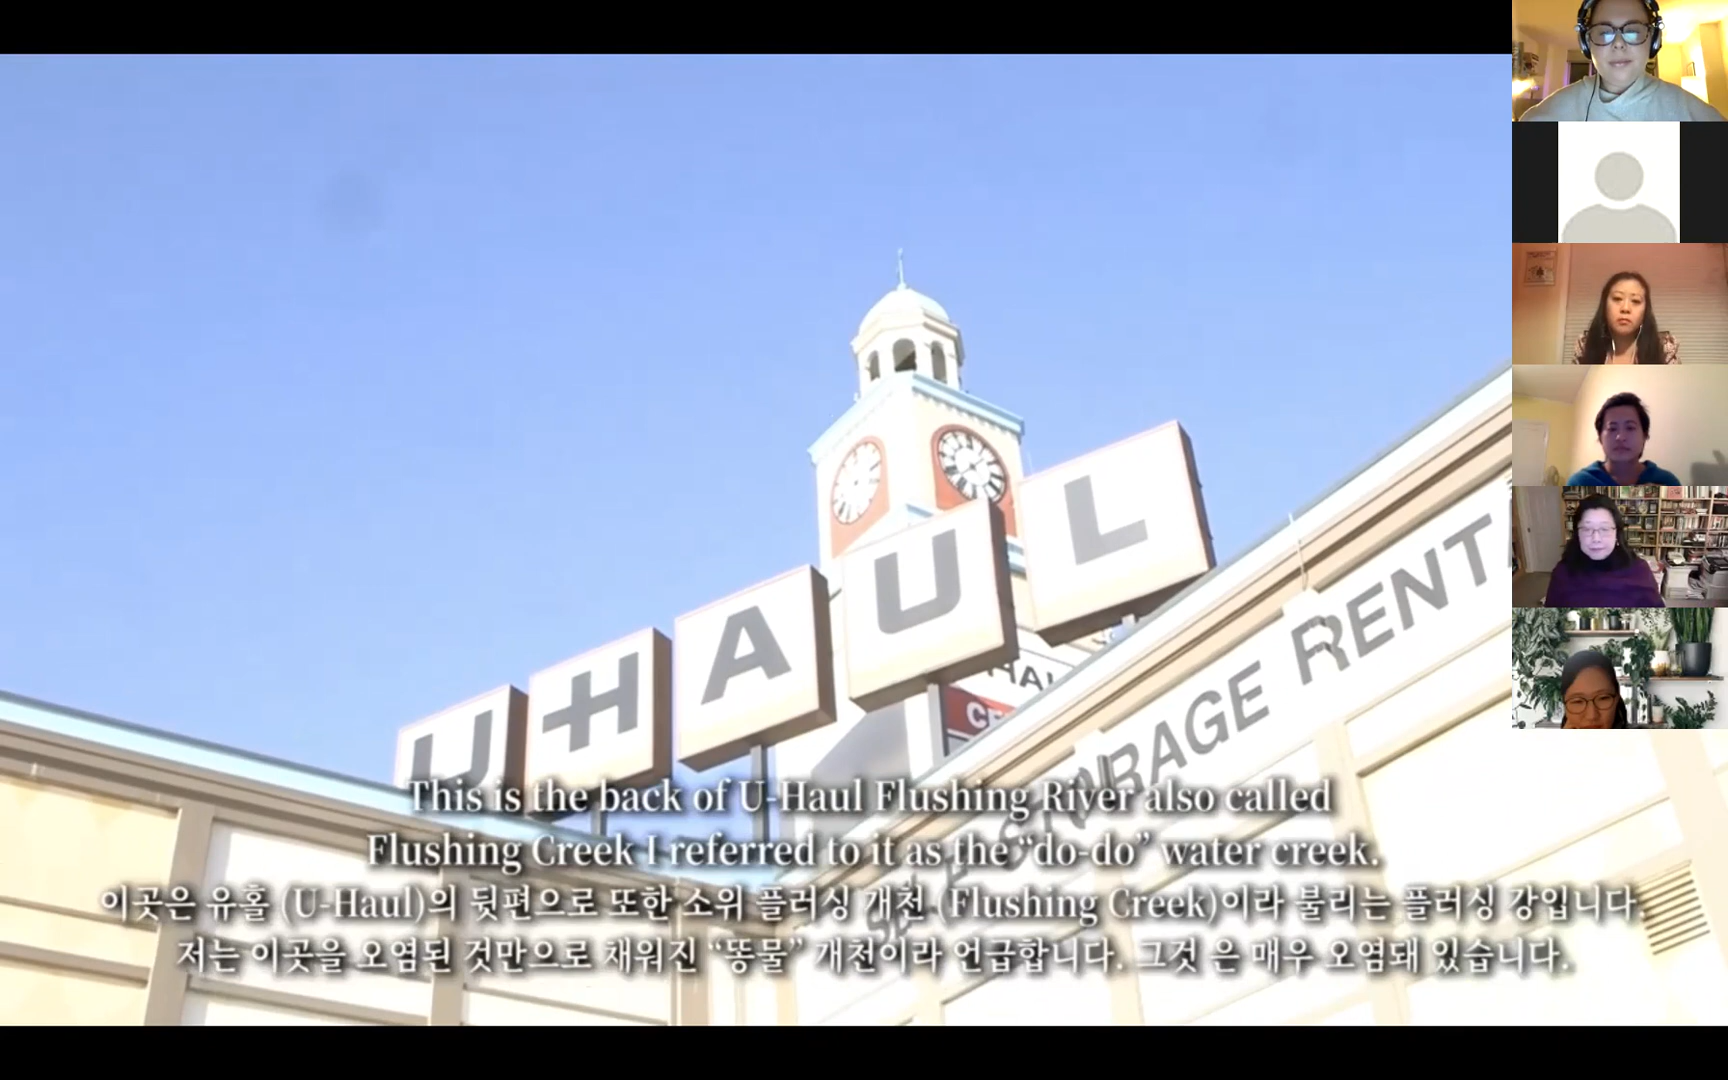 UHAUL
STORAGE RENT
This is the back of U-Haul Flushing River also called
Flushing Creek I referred to it as the “do-do” water creek.
이곳은 유홀 (U-Haul)의 뒷편으로 또한 소위 플러싱 개천 (Flushing Creek)이라 불리는 플러싱 강입니다.
저는 이곳을 오염된 것만으로 채워진 “똥물” 개천이라 언급합니다. 그것 은 매우 오염돼 있습니다.